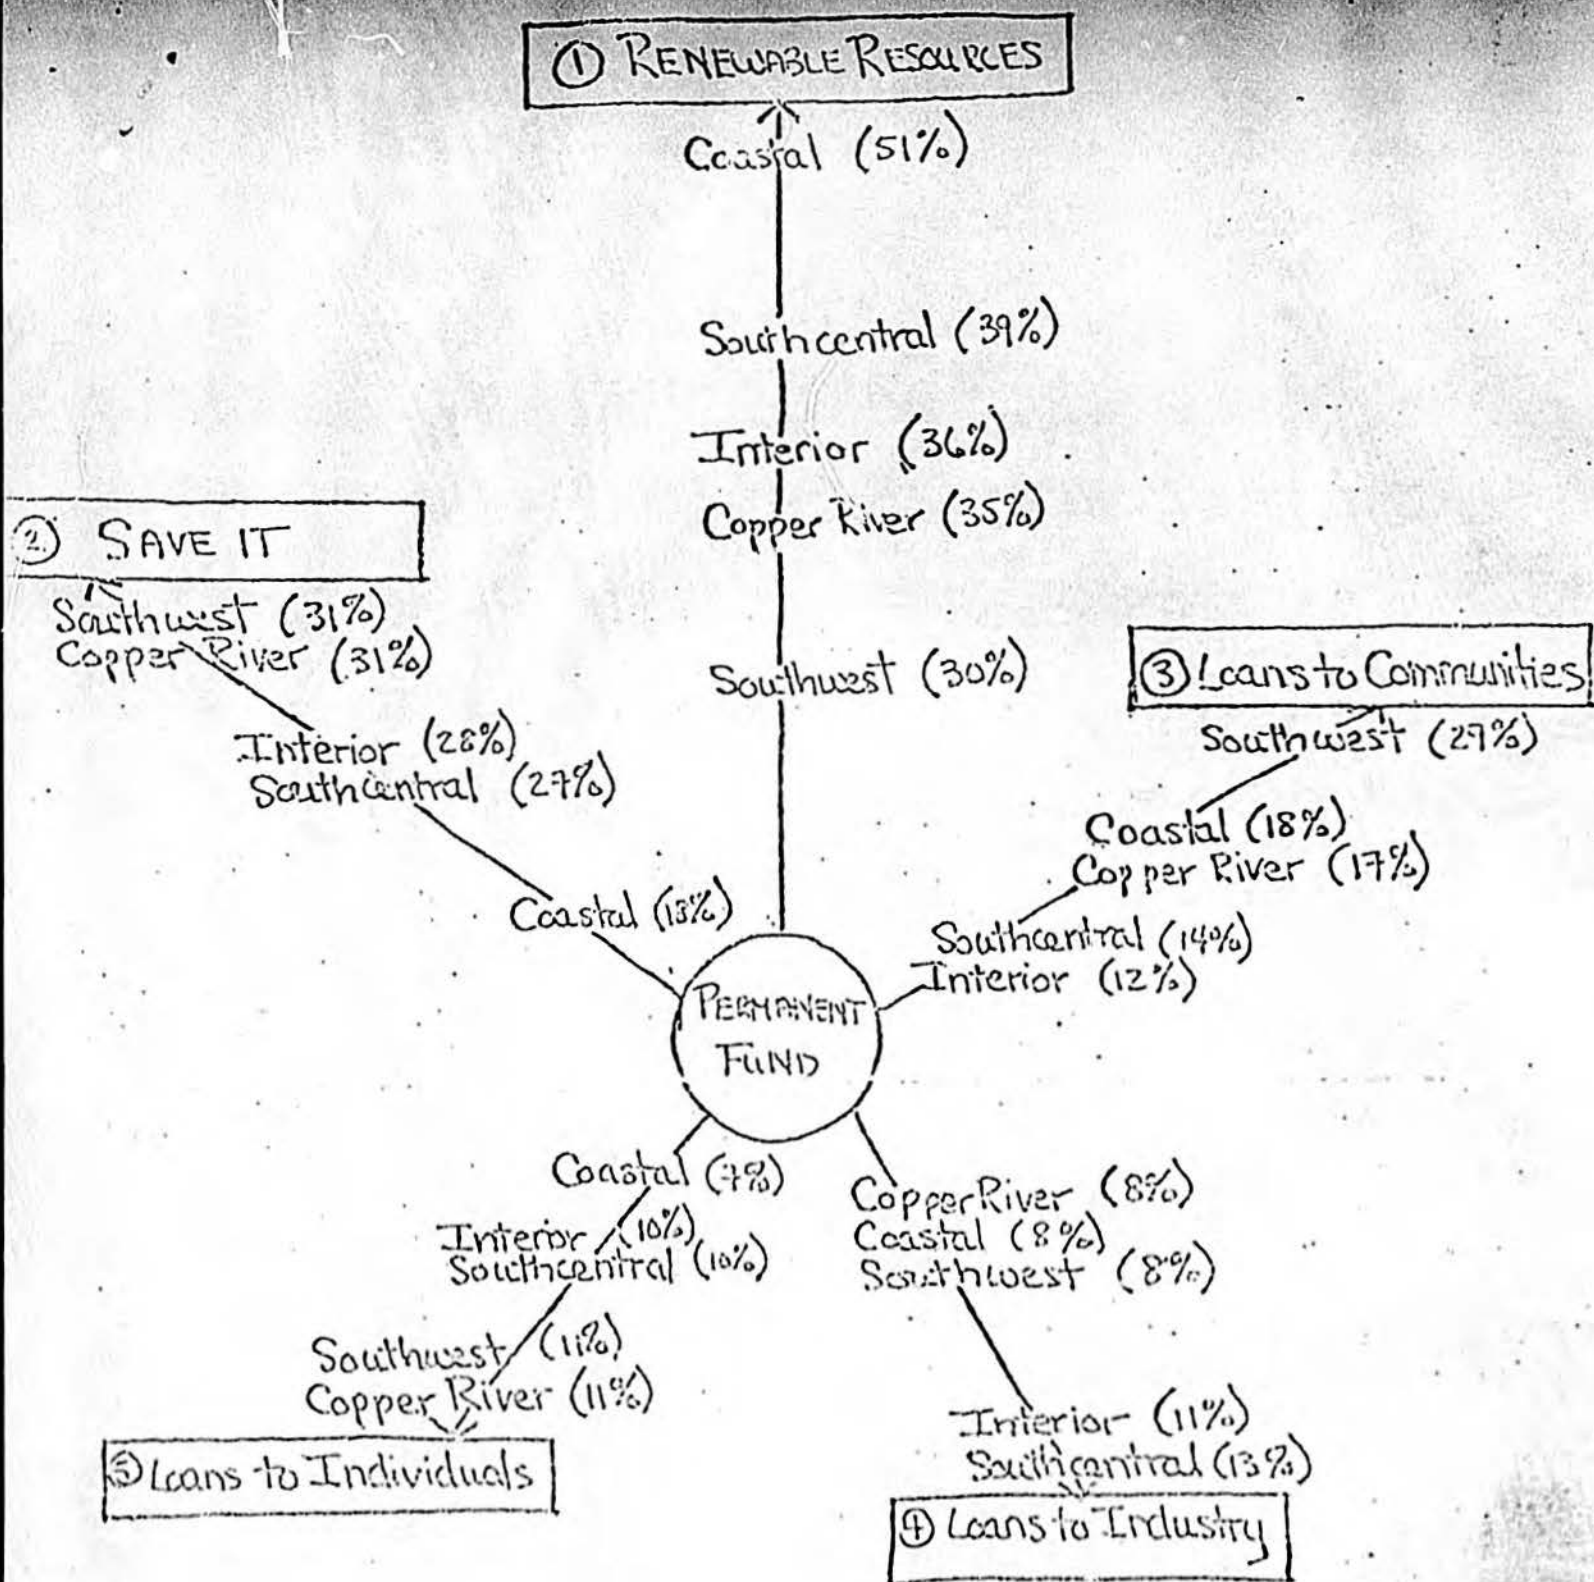 ① RENEWABLE RESOURCES
Coastal (51%)
Southcentral (39%)
Interior (36%)
Copper River (35%)
Southwest (30%)
② SAVE IT
Southwest (31%)
Copper River (31%)
Interior (28%)
Southcentral (27%)
Coastal
③ Loans to Communities
Southwest
Coastal (18%)
Copper River (17%)
Southcentral (14%)
Interior (12%)
PERMANENT
FUND
Coastal (7%)
Interior (10%)
Southcentral (10%)
Southwest (11%)
Copper River (11%)
⑤ Loans to Individuals
Copper River (8%)
Coastal (8%)
Southwest (8%)
Interior (11%)
Southcentral (13%)
④ Loans to Industry